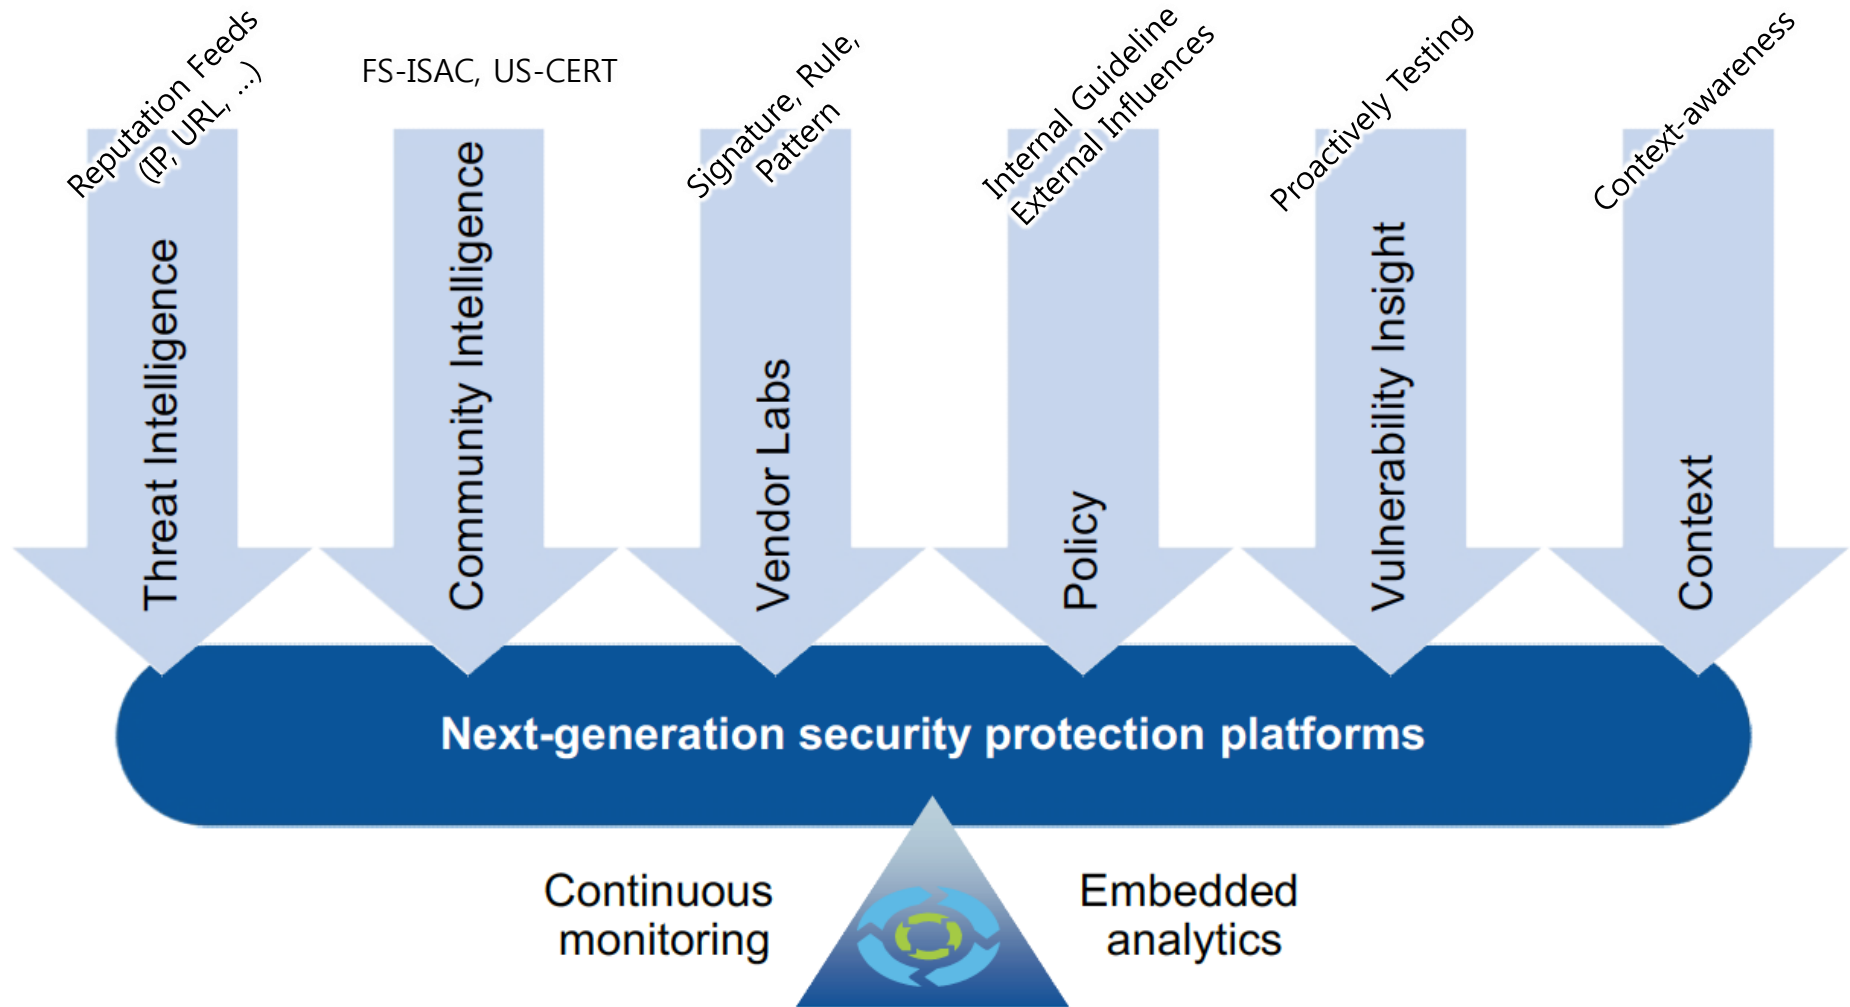 Reputation Feeds
(IP, URL, ...)
FS-ISAC, US-CERT
Signature, Rule,
Pattern
Internal Guideline
External Influences
Proactively Testing
Context-awareness
Threat Intelligence
Community Intelligence
Vendor Labs
Policy
Vulnerability Insight
Context
Next-generation security protection platforms
Continuous
monitoring
Embedded
analytics